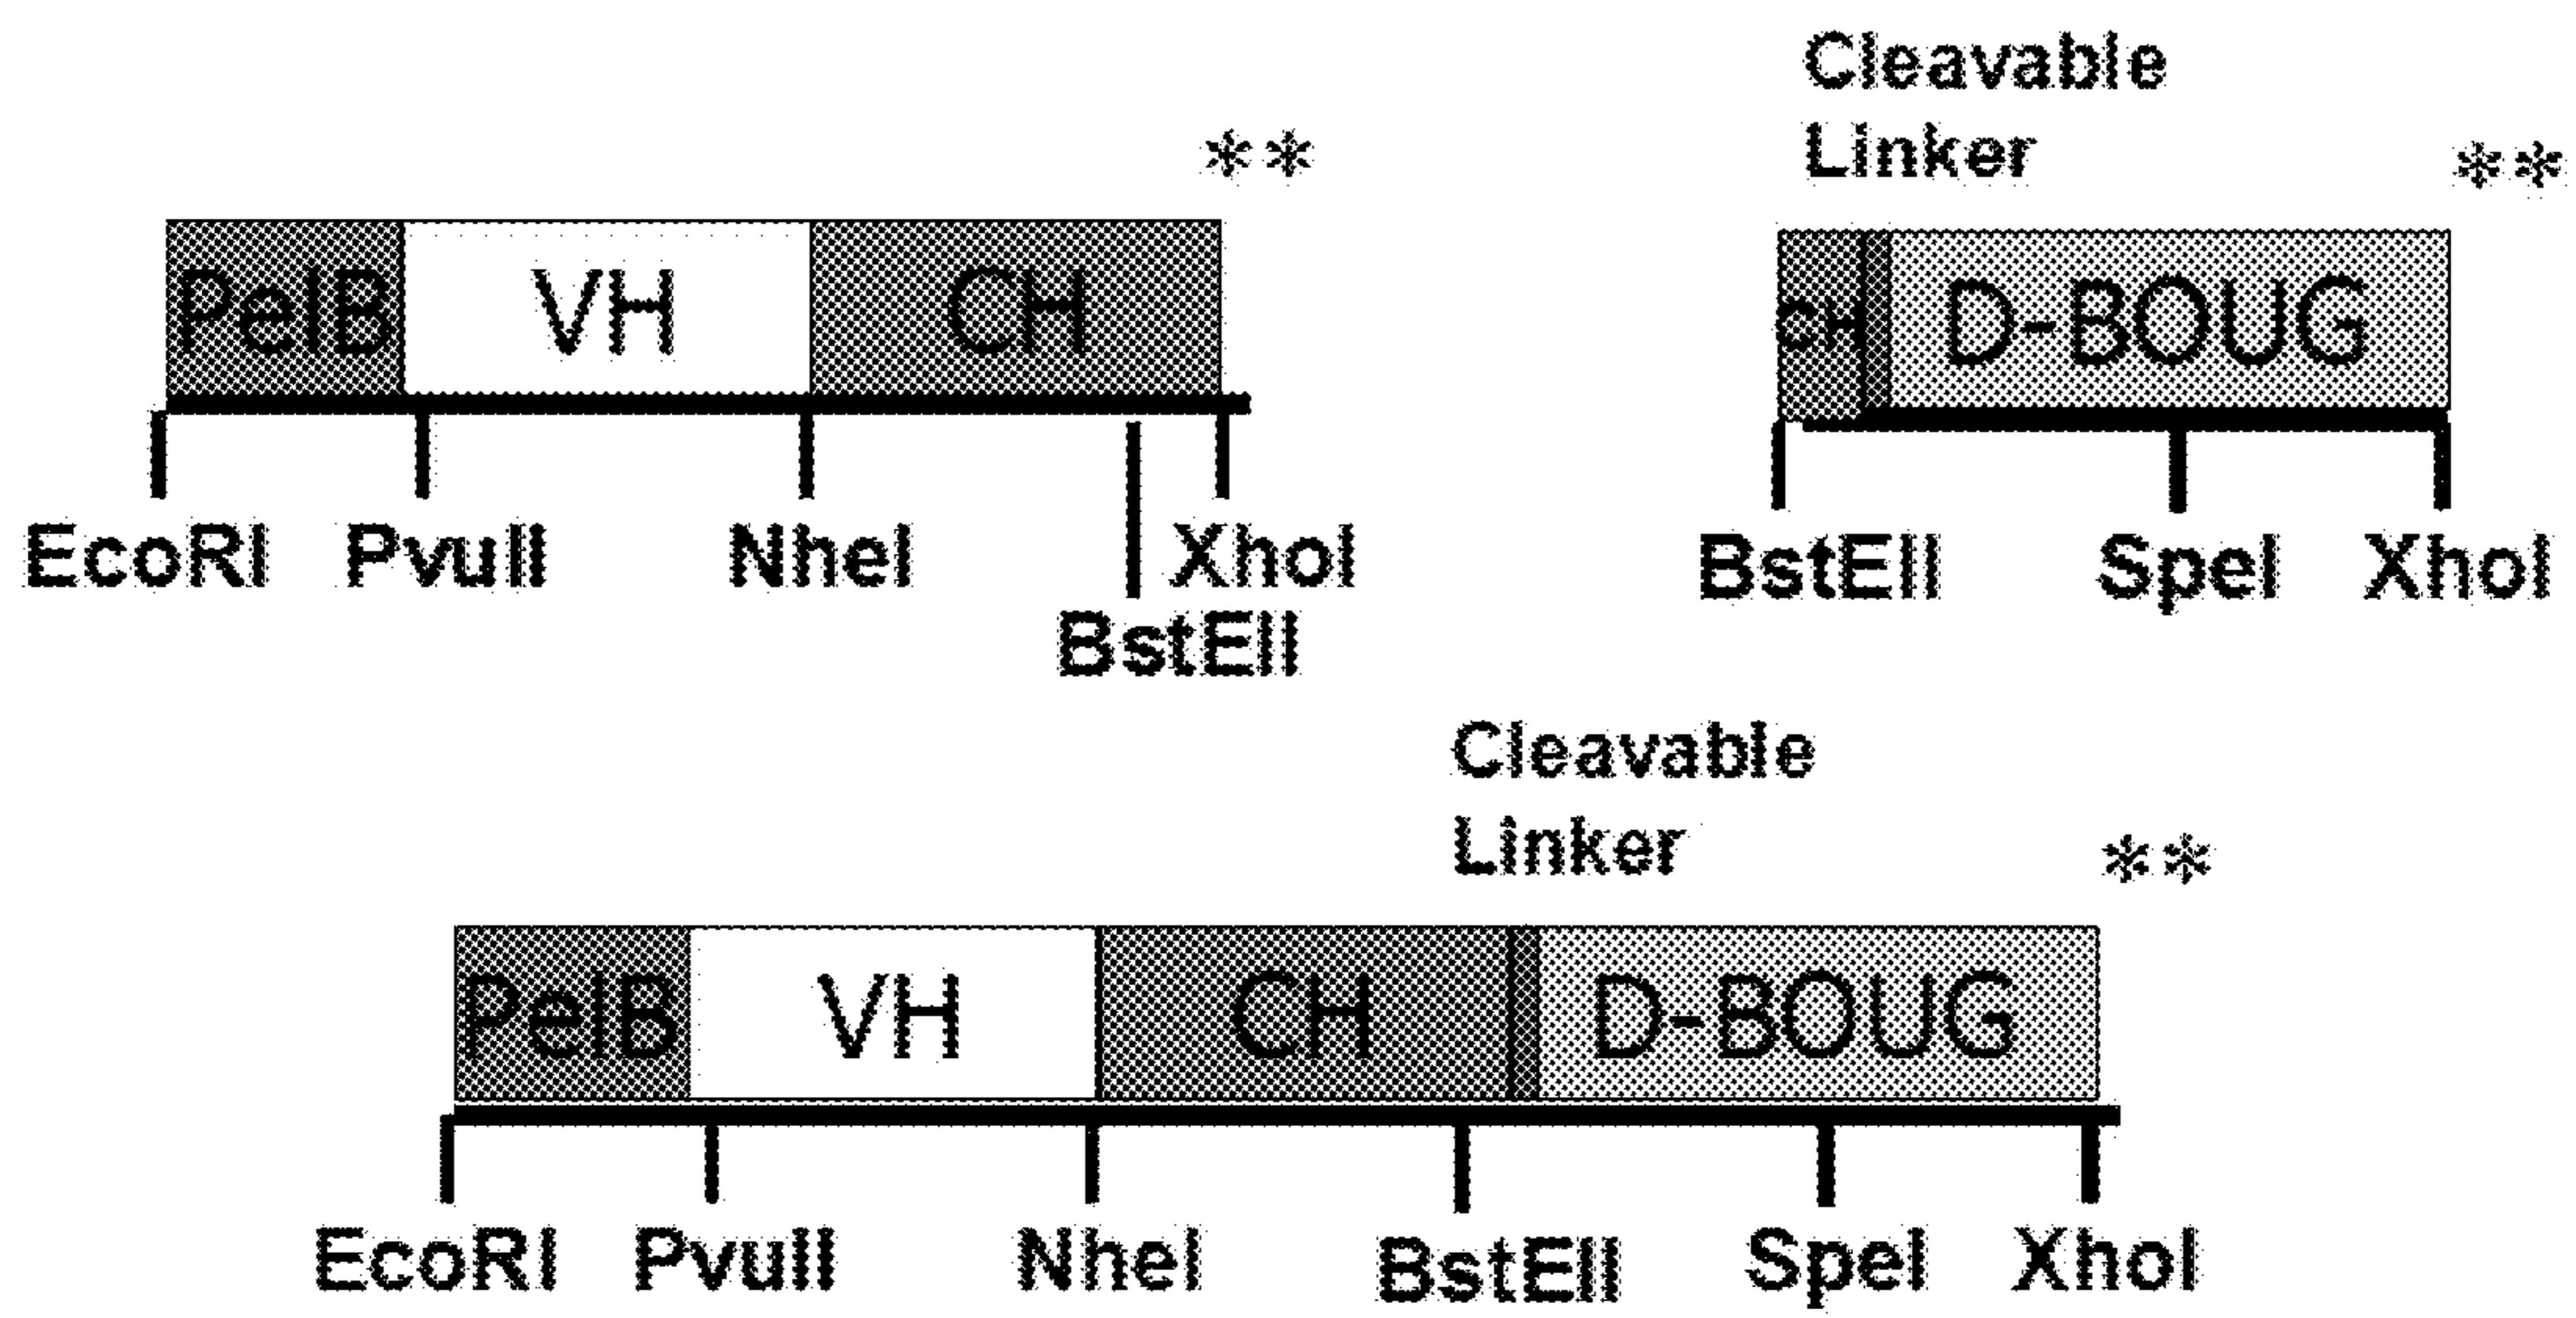 Cleavable
Linker
**
**
PelB VH CH
CH D-BOUG
EcoRI PvuII NheI XhoI
BstEII
BstEII SpeI XhoI
Cleavable
Linker
**
PelB VH CH D-BOUG
EcoRI PvuII NheI BstEII SpeI XhoI